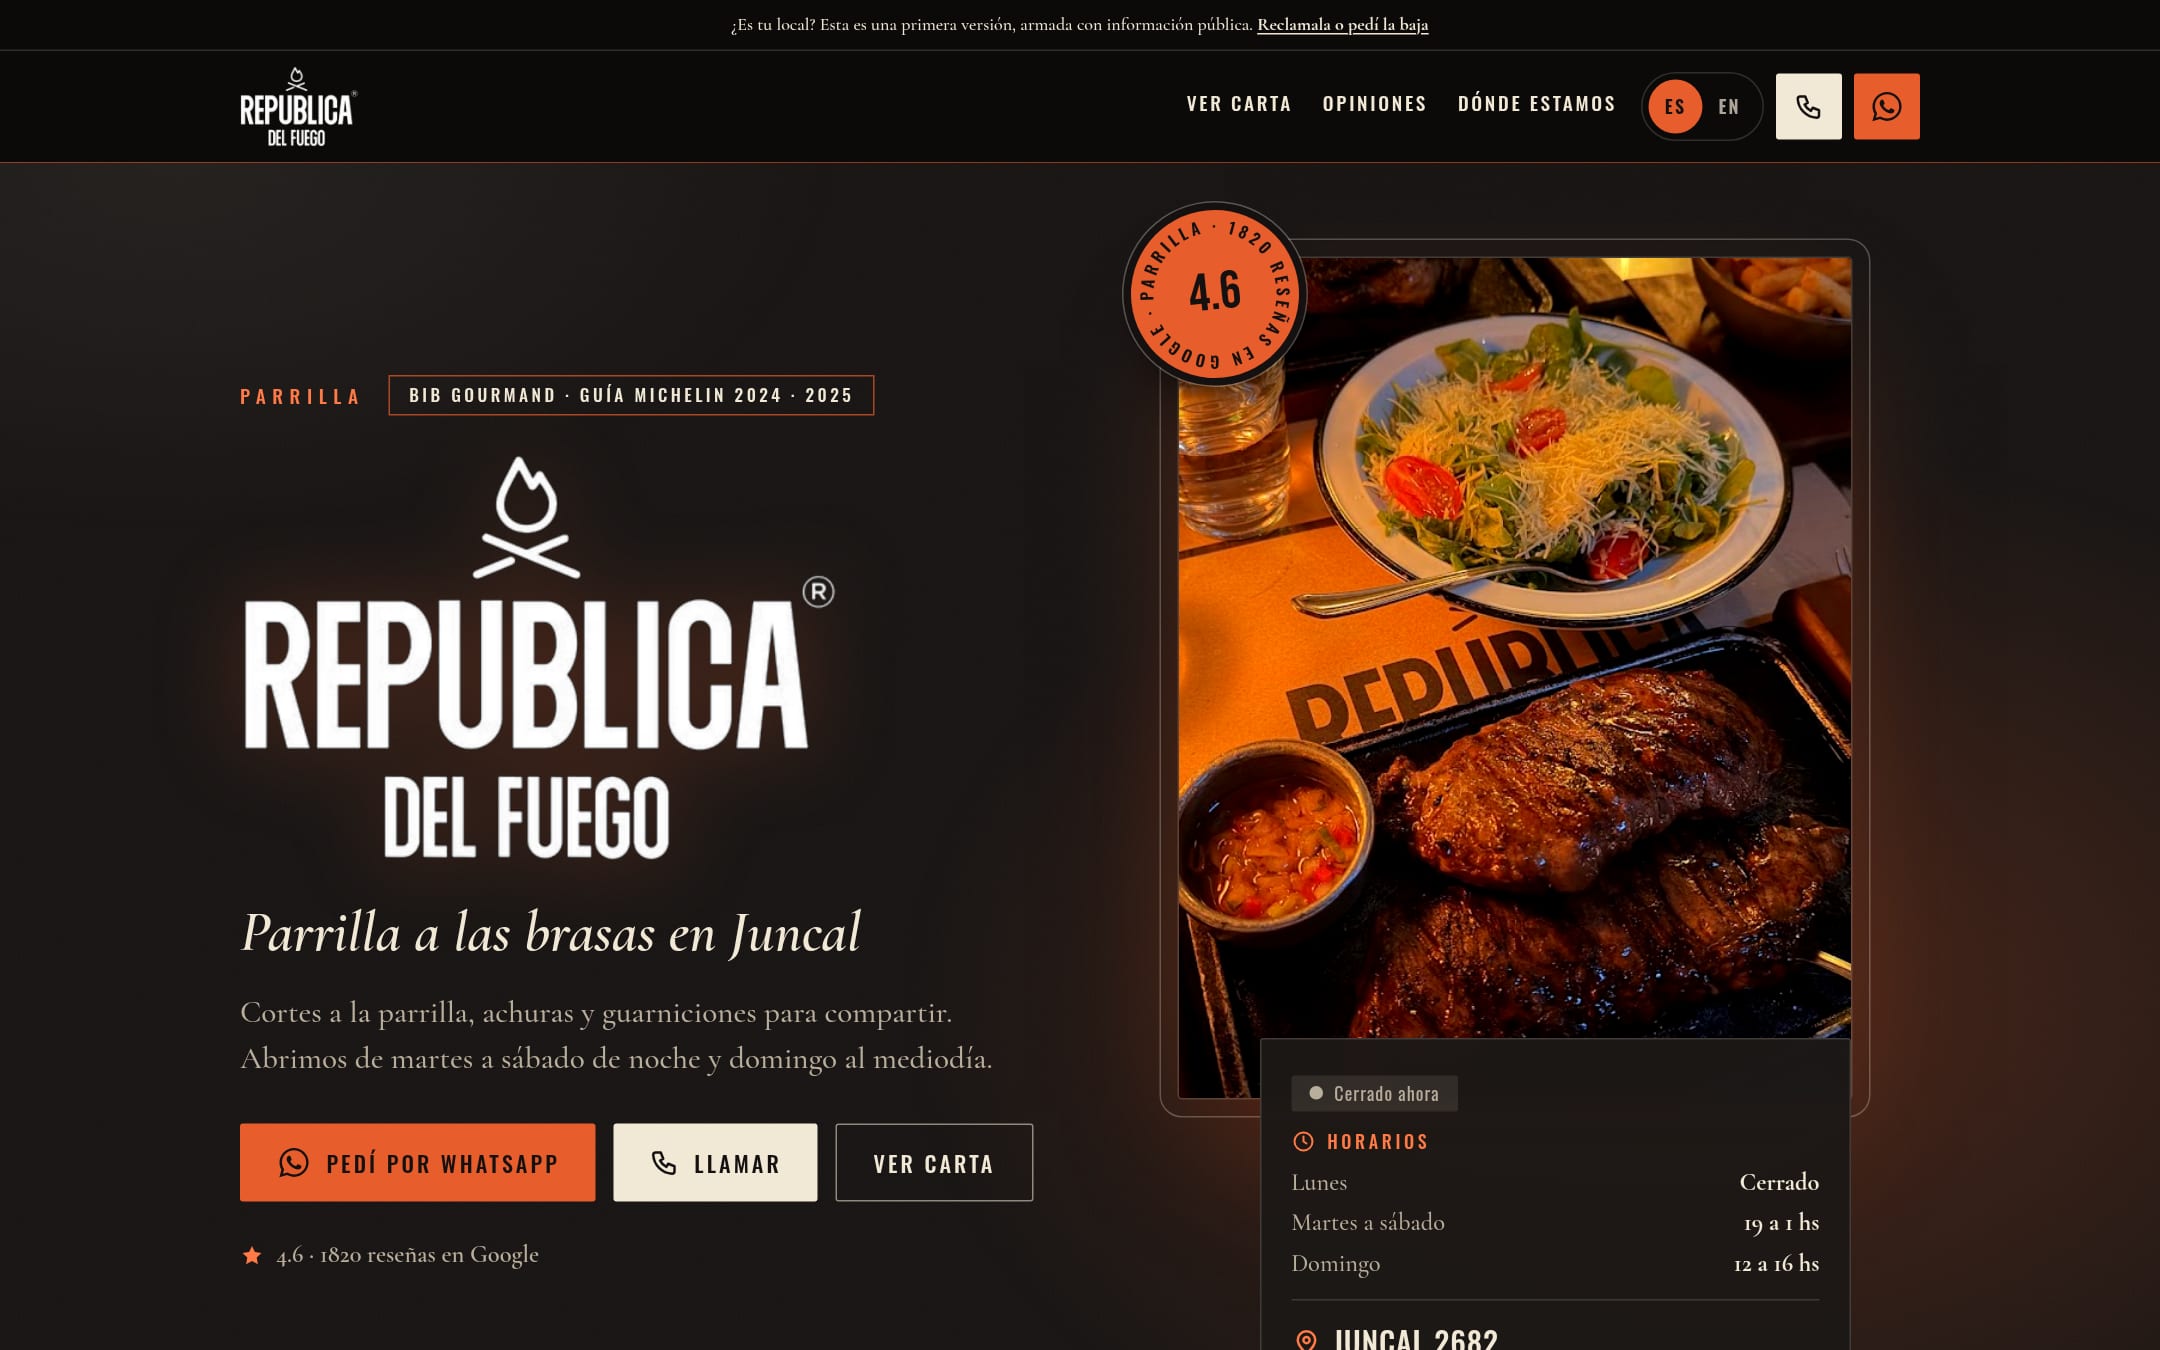 ¿Es tu local? Esta es una primera versión, armada con información pública. Reclamala o pedí la baja
REPUBLICA®
DEL FUEGO
VER CARTA
OPINIONES
DÓNDE ESTAMOS
ES
EN
PARRILLA
BIB GOURMAND · GUÍA MICHELIN 2024 · 2025
REPUBLICA®
DEL FUEGO
Parrilla a las brasas en Juncal
Cortes a la parrilla, achuras y guarniciones para compartir.
Abrimos de martes a sábado de noche y domingo al mediodía.
PEDÍ POR WHATSAPP
LLAMAR
VER CARTA
4.6 · 1820 reseñas en Google
PARRILLA · 1820 RESEÑAS EN GOOGLE ·
4.6
REPÚBLICA
Cerrado ahora
HORARIOS
Lunes Cerrado
Martes a sábado 19 a 1 hs
Domingo 12 a 16 hs
JUNCAL 2682